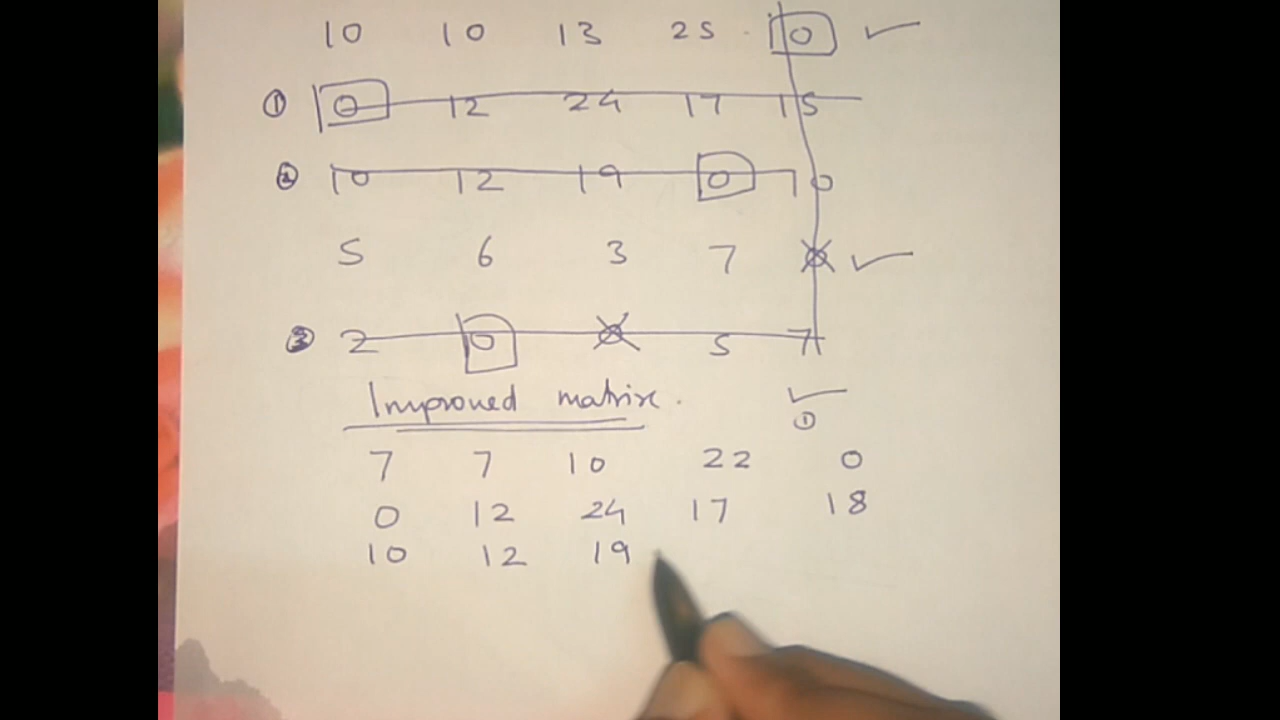 10 10 13 25 0 ✓
① 0 12 24 17 15
② 10 12 19 0 10
5 6 3 7 0 ✓
③ 2 0 0 5 7
Improved matrix.
✓
①
7 7 10 22 0
0 12 24 17 18
10 12 19